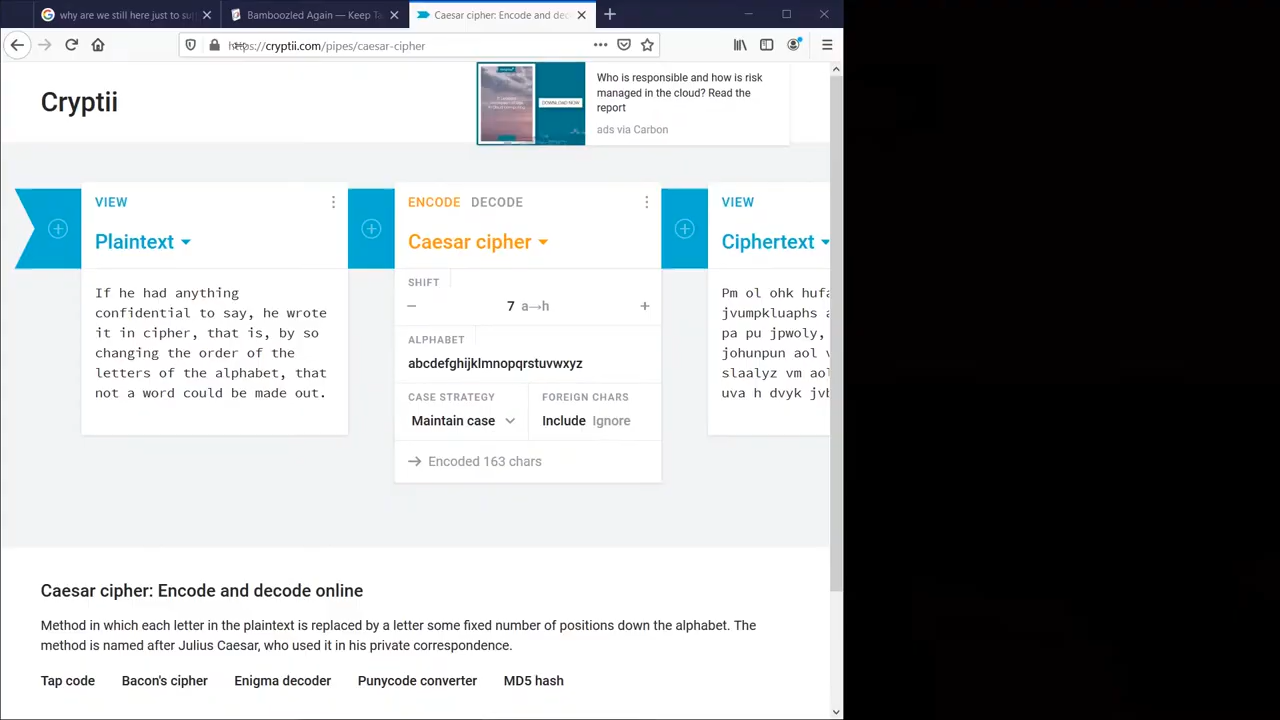 why are we still here just to su
Bamboozled Again — Keep Ta
Caesar cipher: Encode and dec
https://cryptii.com/pipes/caesar-cipher
Cryptii
Who is responsible and how is risk
managed in the cloud? Read the
report
ads via Carbon
DOWNLOAD NOW
VIEW
Plaintext
If he had anything
confidential to say, he wrote
it in cipher, that is, by so
changing the order of the
letters of the alphabet, that
not a word could be made out.
ENCODE DECODE
Caesar cipher
SHIFT
− 7 a→h +
ALPHABET
abcdefghijklmnopqrstuvwxyz
CASE STRATEGY
Maintain case
FOREIGN CHARS
Include Ignore
→ Encoded 163 chars
VIEW
Ciphertext
Pm ol ohk hufa
jvumpkluaphs a
pa pu jpwoly,
johunpun aol v
slaalyz vm aol
uva h dvyk jvb
Caesar cipher: Encode and decode online
Method in which each letter in the plaintext is replaced by a letter some fixed number of positions down the alphabet. The
method is named after Julius Caesar, who used it in his private correspondence.
Tap code Bacon's cipher Enigma decoder Punycode converter MD5 hash